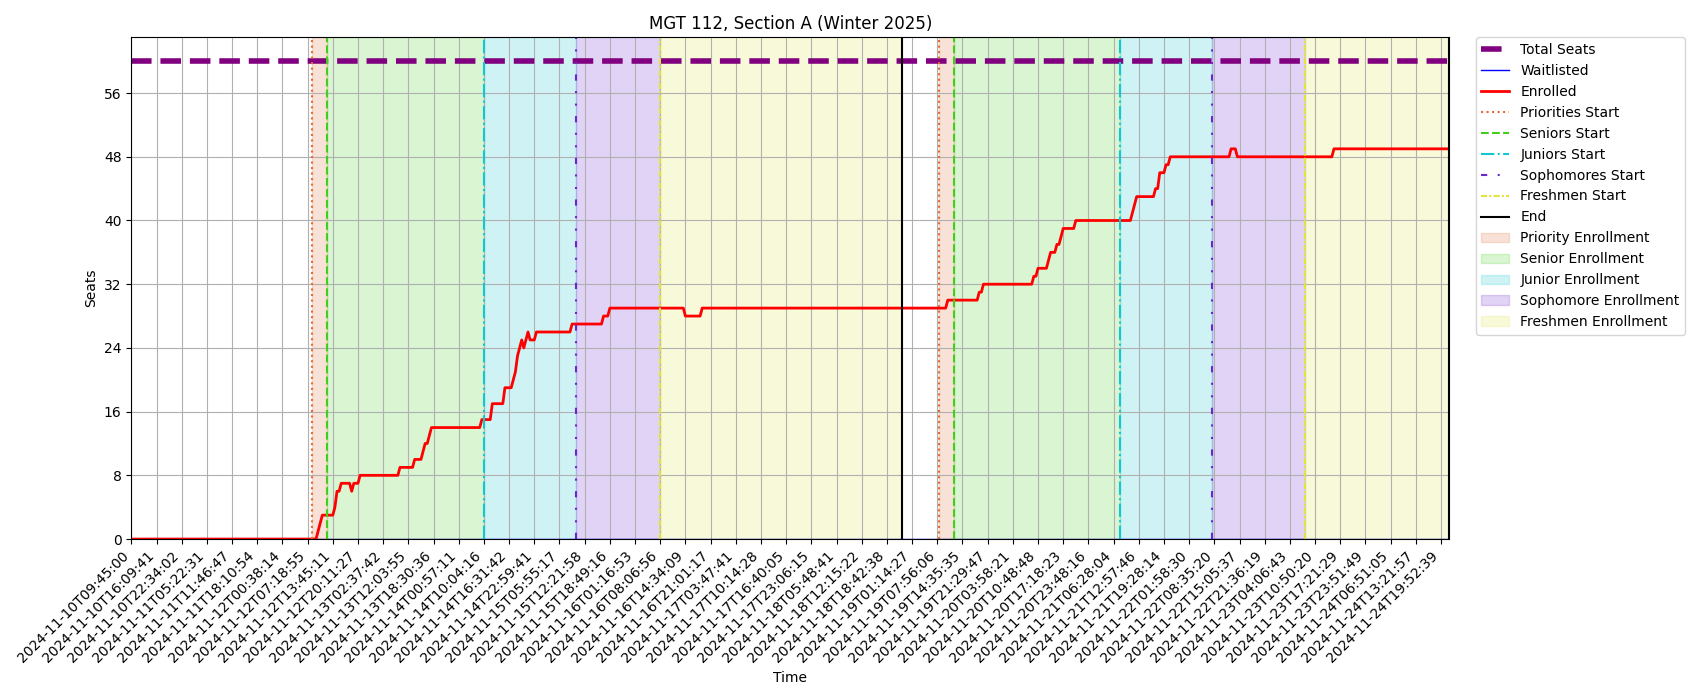 MGT 112, Section A (Winter 2025)
Seats
56
48
40
32
24
16
8
0
2024-11-10T09:45:00
2024-11-10T16:09:41
2024-11-10T22:34:02
2024-11-11T05:22:31
2024-11-11T11:46:47
2024-11-11T18:10:54
2024-11-12T00:38:14
2024-11-12T07:18:55
2024-11-12T13:45:11
2024-11-12T20:11:27
2024-11-13T02:37:42
2024-11-13T12:03:55
2024-11-13T18:30:36
2024-11-14T00:57:11
2024-11-14T10:04:16
2024-11-14T16:31:42
2024-11-14T22:59:41
2024-11-15T05:55:17
2024-11-15T12:21:58
2024-11-15T18:49:16
2024-11-16T01:16:53
2024-11-16T08:06:56
2024-11-16T14:34:09
2024-11-16T21:01:17
2024-11-17T03:47:41
2024-11-17T10:14:28
2024-11-17T16:40:05
2024-11-17T23:06:15
2024-11-18T05:48:41
2024-11-18T12:15:22
2024-11-18T18:42:38
2024-11-19T01:14:27
2024-11-19T07:56:06
2024-11-19T14:35:35
2024-11-19T21:29:47
2024-11-20T03:58:21
2024-11-20T10:48:48
2024-11-20T17:18:23
2024-11-20T23:48:16
2024-11-21T06:28:04
2024-11-21T12:57:46
2024-11-21T19:28:14
2024-11-22T01:58:30
2024-11-22T08:35:20
2024-11-22T15:05:37
2024-11-22T21:36:19
2024-11-23T04:06:43
2024-11-23T10:50:20
2024-11-23T17:21:29
2024-11-23T23:51:49
2024-11-24T06:51:05
2024-11-24T13:21:57
2024-11-24T19:52:39
Time
Total Seats
Waitlisted
Enrolled
Priorities Start
Seniors Start
Juniors Start
Sophomores Start
Freshmen Start
End
Priority Enrollment
Senior Enrollment
Junior Enrollment
Sophomore Enrollment
Freshmen Enrollment